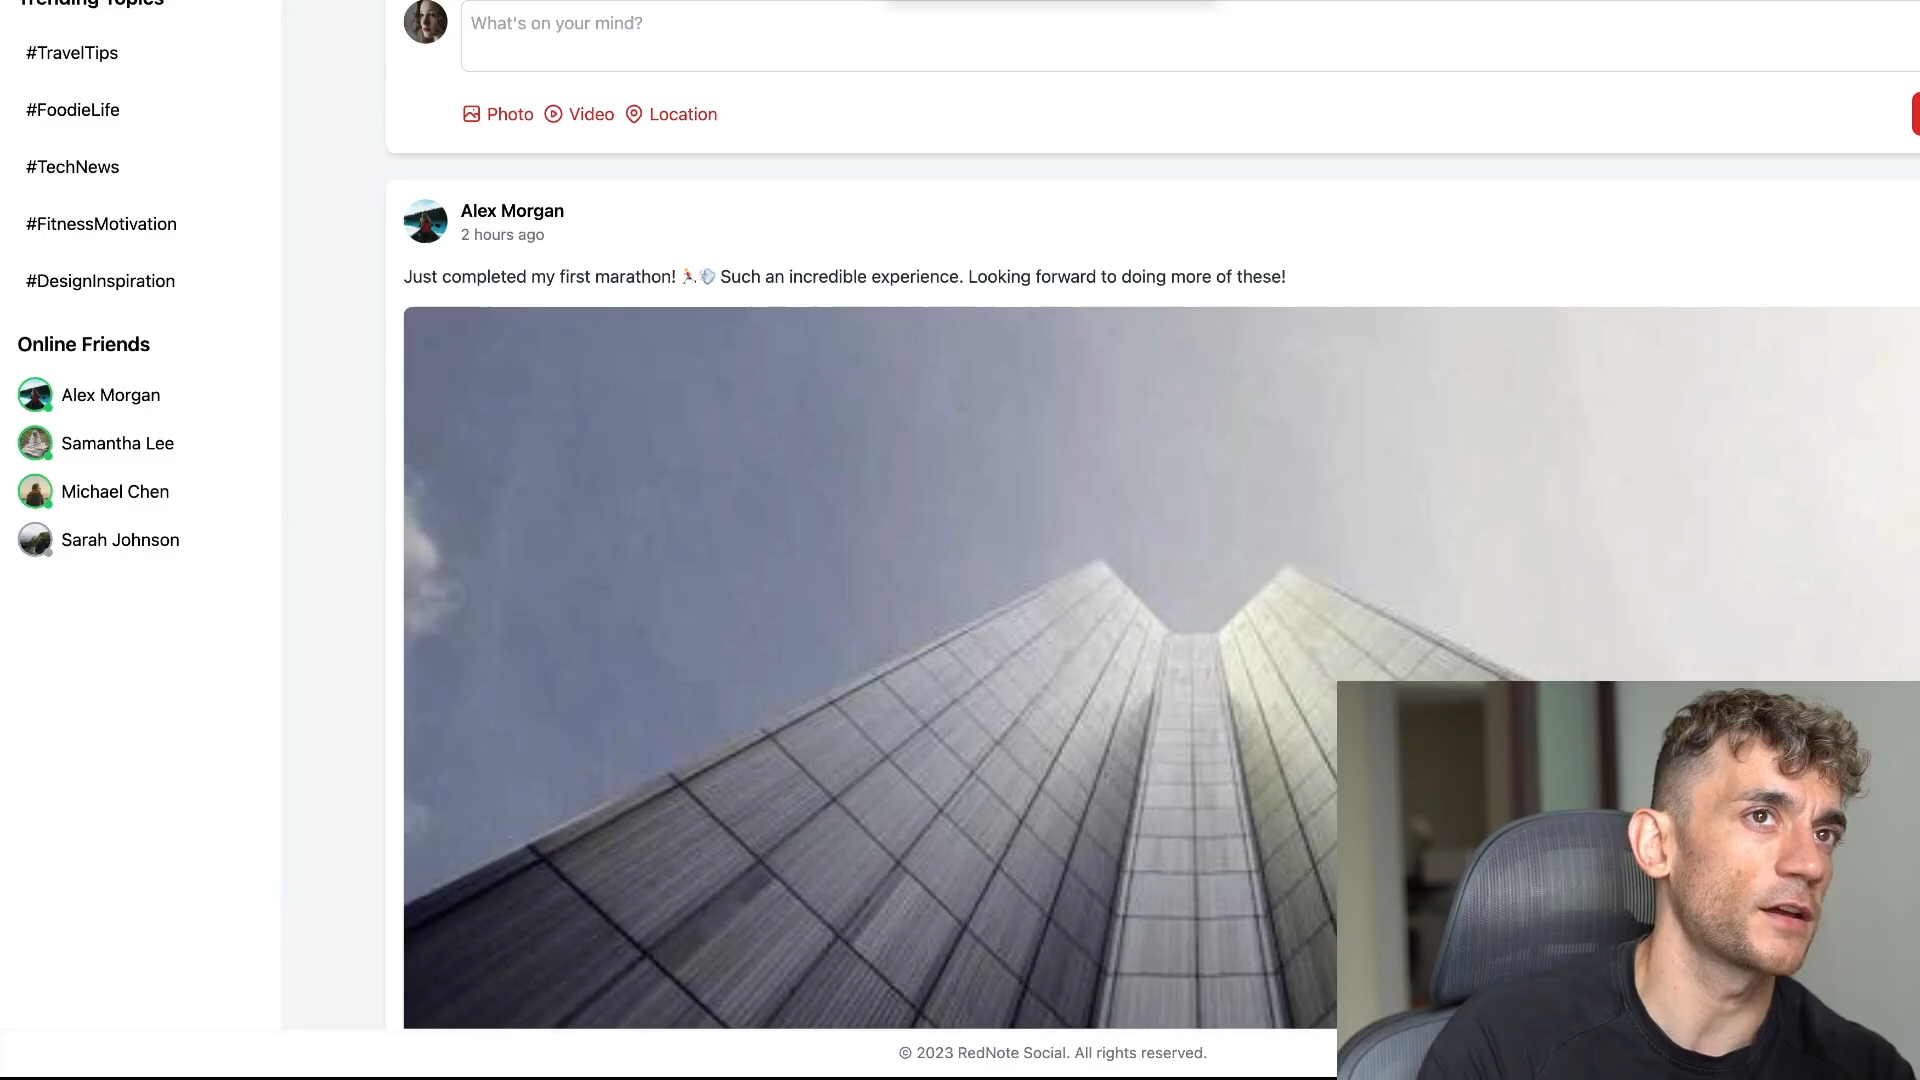 Trending Topics
#TravelTips
#FoodieLife
#TechNews
#FitnessMotivation
#DesignInspiration
Online Friends
Alex Morgan
Samantha Lee
Michael Chen
Sarah Johnson
What's on your mind?
Photo Video Location
Alex Morgan
2 hours ago
Just completed my first marathon! 🏃💨 Such an incredible experience. Looking forward to doing more of these!
© 2023 RedNote Social. All rights reserved.